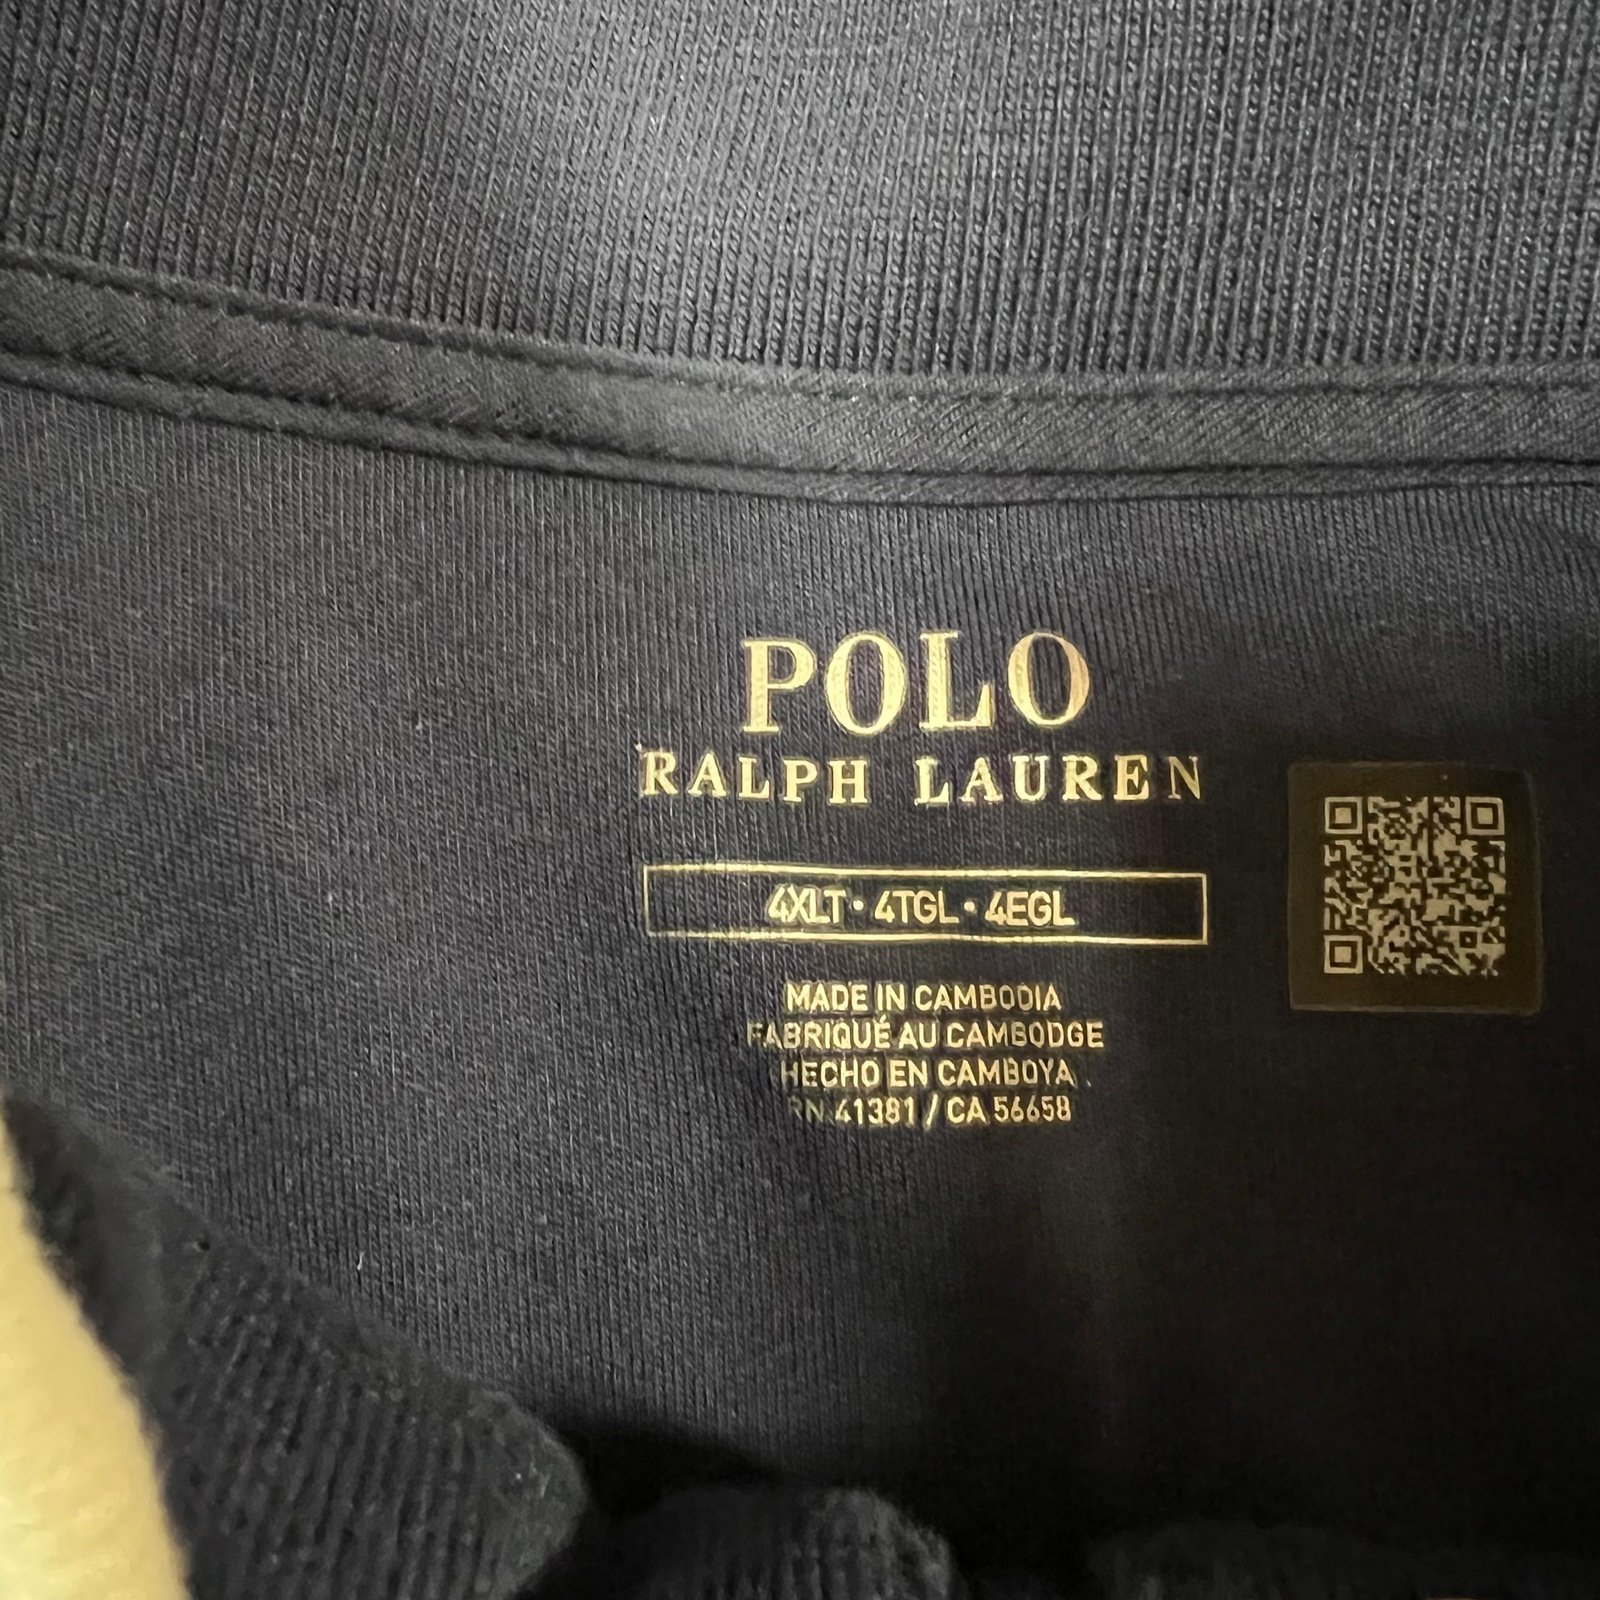 POLO
RALPH LAUREN
4XLT • 4TGL • 4EGL
MADE IN CAMBODIA
FABRIQUÉ AU CAMBODGE
HECHO EN CAMBOYA
RN 41381 / CA 56658